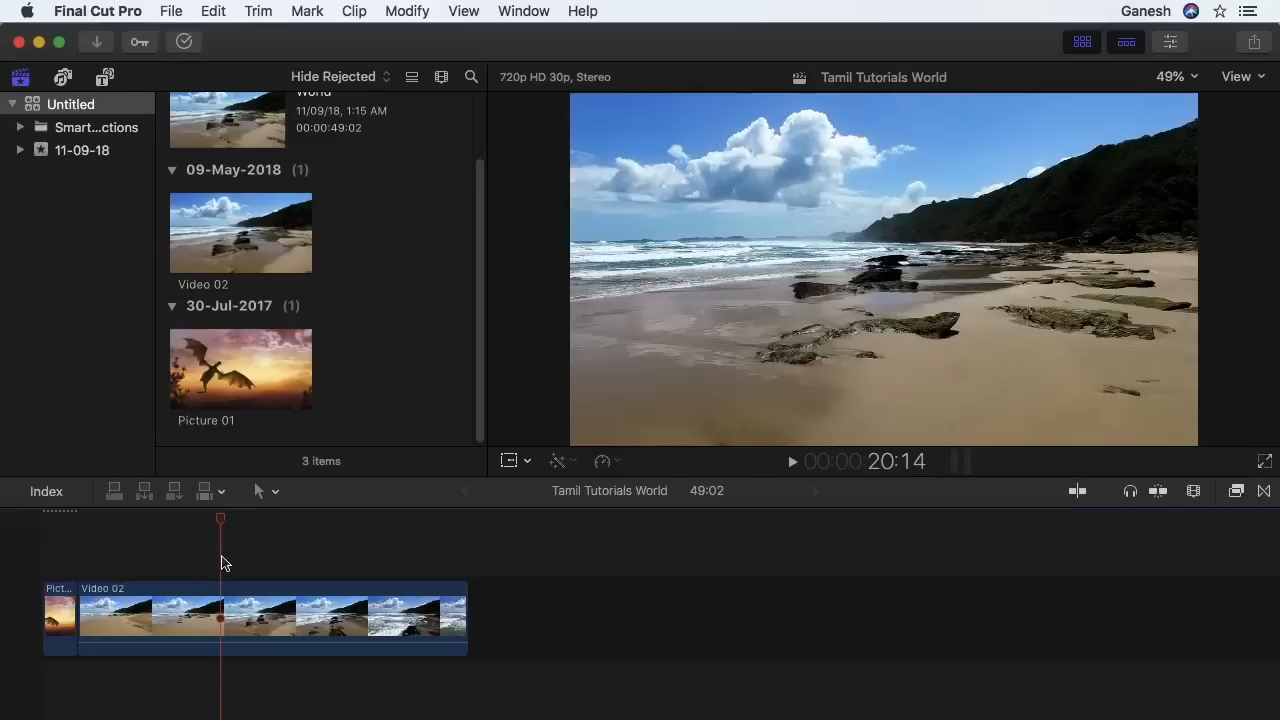 Final Cut Pro File Edit Trim Mark Clip Modify View Window Help Ganesh
Hide Rejected 720p HD 30p, Stereo Tamil Tutorials World 49% View
Untitled
Smart...ctions
11-09-18
World
11/09/18, 1:15 AM
00:00:49:02
09-May-2018 (1)
Video 02
30-Jul-2017 (1)
Picture 01
3 items
00:00:20:14
Index Tamil Tutorials World 49:02
Pict... Video 02